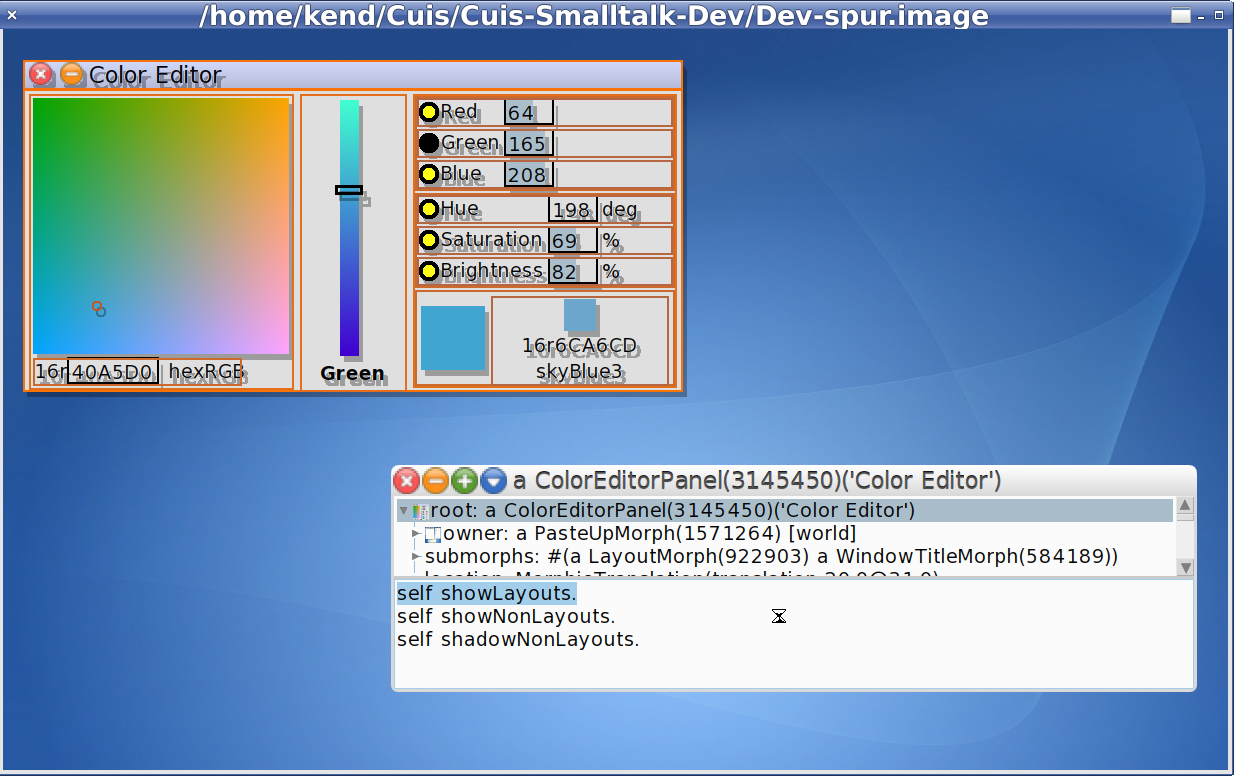 /home/kend/Cuis/Cuis-Smalltalk-Dev/Dev-spur.image
Color Editor
Red 64
Green 165
Blue 208
Hue 198 deg
Saturation 69 %
Brightness 82 %
16r 40A5D0 hexRGB
Green
16r6CA6CD
skyBlue3
a ColorEditorPanel(3145450)('Color Editor')
root: a ColorEditorPanel(3145450)('Color Editor')
owner: a PasteUpMorph(1571264) [world]
submorphs: #(a LayoutMorph(922903) a WindowTitleMorph(584189))
self showLayouts.
self showNonLayouts.
self shadowNonLayouts.